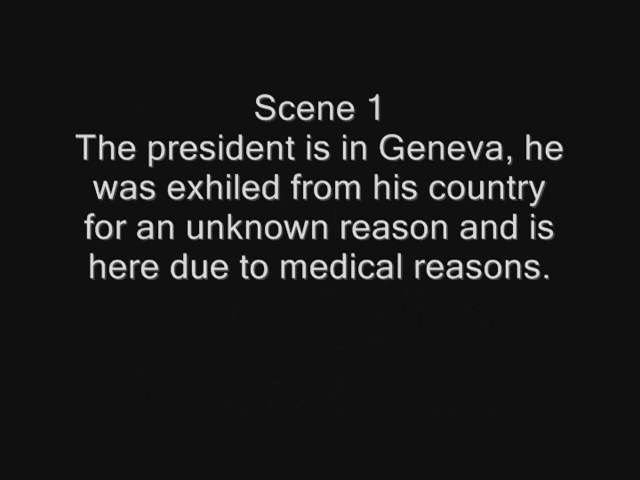 Scene 1
The president is in Geneva, he
was exhiled from his country
for an unknown reason and is
here due to medical reasons.